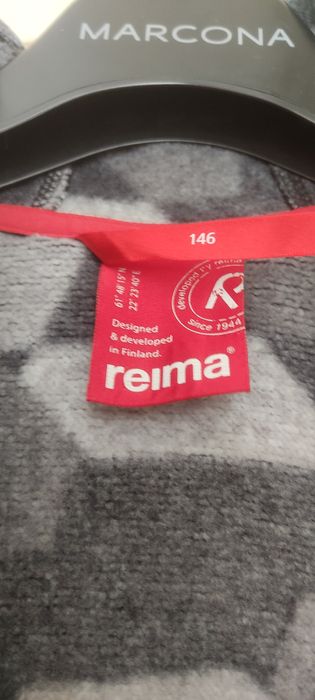 MARCONA
146
61° 48' 15" N
22° 23' 40" E
developed by reima
since 1944
Designed
& developed
in Finland.
reima®